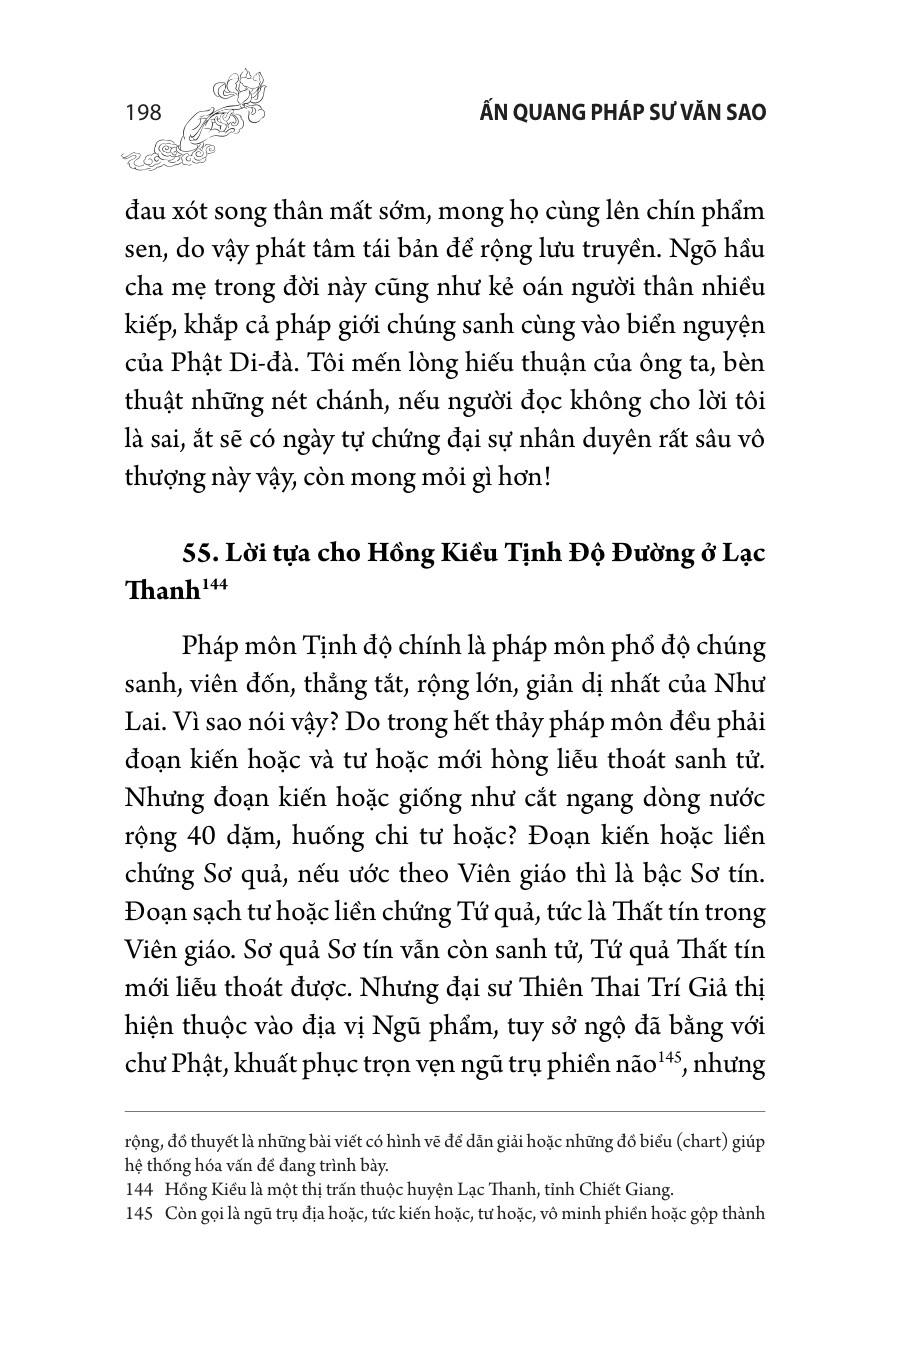 198
ẤN QUANG PHÁP SƯ VĂN SAO
đau xót song thân mất sớm, mong họ cùng lên chín phẩm
sen, do vậy phát tâm tái bản để rộng lưu truyền. Ngõ hầu
cha mẹ trong đời này cũng như kẻ oán người thân nhiều
kiếp, khắp cả pháp giới chúng sanh cùng vào biển nguyện
của Phật Di-đà. Tôi mến lòng hiếu thuận của ông ta, bèn
thuật những nét chánh, nếu người đọc không cho lời tôi
là sai, ắt sẽ có ngày tự chứng đại sự nhân duyên rất sâu vô
thượng này vậy, còn mong mỏi gì hơn!
55. Lời tựa cho Hồng Kiều Tịnh Độ Đường ở Lạc
Thanh144
Pháp môn Tịnh độ chính là pháp môn phổ độ chúng
sanh, viên đốn, thẳng tắt, rộng lớn, giản dị nhất của Như
Lai. Vì sao nói vậy? Do trong hết thảy pháp môn đều phải
đoạn kiến hoặc và tư hoặc mới hòng liễu thoát sanh tử.
Nhưng đoạn kiến hoặc giống như cắt ngang dòng nước
rộng 40 dặm, huống chi tư hoặc? Đoạn kiến hoặc liền
chứng Sơ quả, nếu ước theo Viên giáo thì là bậc Sơ tín.
Đoạn sạch tư hoặc liền chứng Tứ quả, tức là Thất tín trong
Viên giáo. Sơ quả Sơ tín vẫn còn sanh tử, Tứ quả Thất tín
mới liễu thoát được. Nhưng đại sư Thiên Thai Trí Giả thị
hiện thuộc vào địa vị Ngũ phẩm, tuy sở ngộ đã bằng với
chư Phật, khuất phục trọn vẹn ngũ trụ phiền não145, nhưng
rộng, đồ thuyết là những bài viết có hình vẽ để dẫn giải hoặc những đồ biểu (chart) giúp
hệ thống hóa vấn đề đang trình bày.
144 Hồng Kiều là một thị trấn thuộc huyện Lạc Thanh, tỉnh Chiết Giang.
145 Còn gọi là ngũ trụ địa hoặc, tức kiến hoặc, tư hoặc, vô minh phiền hoặc gộp thành